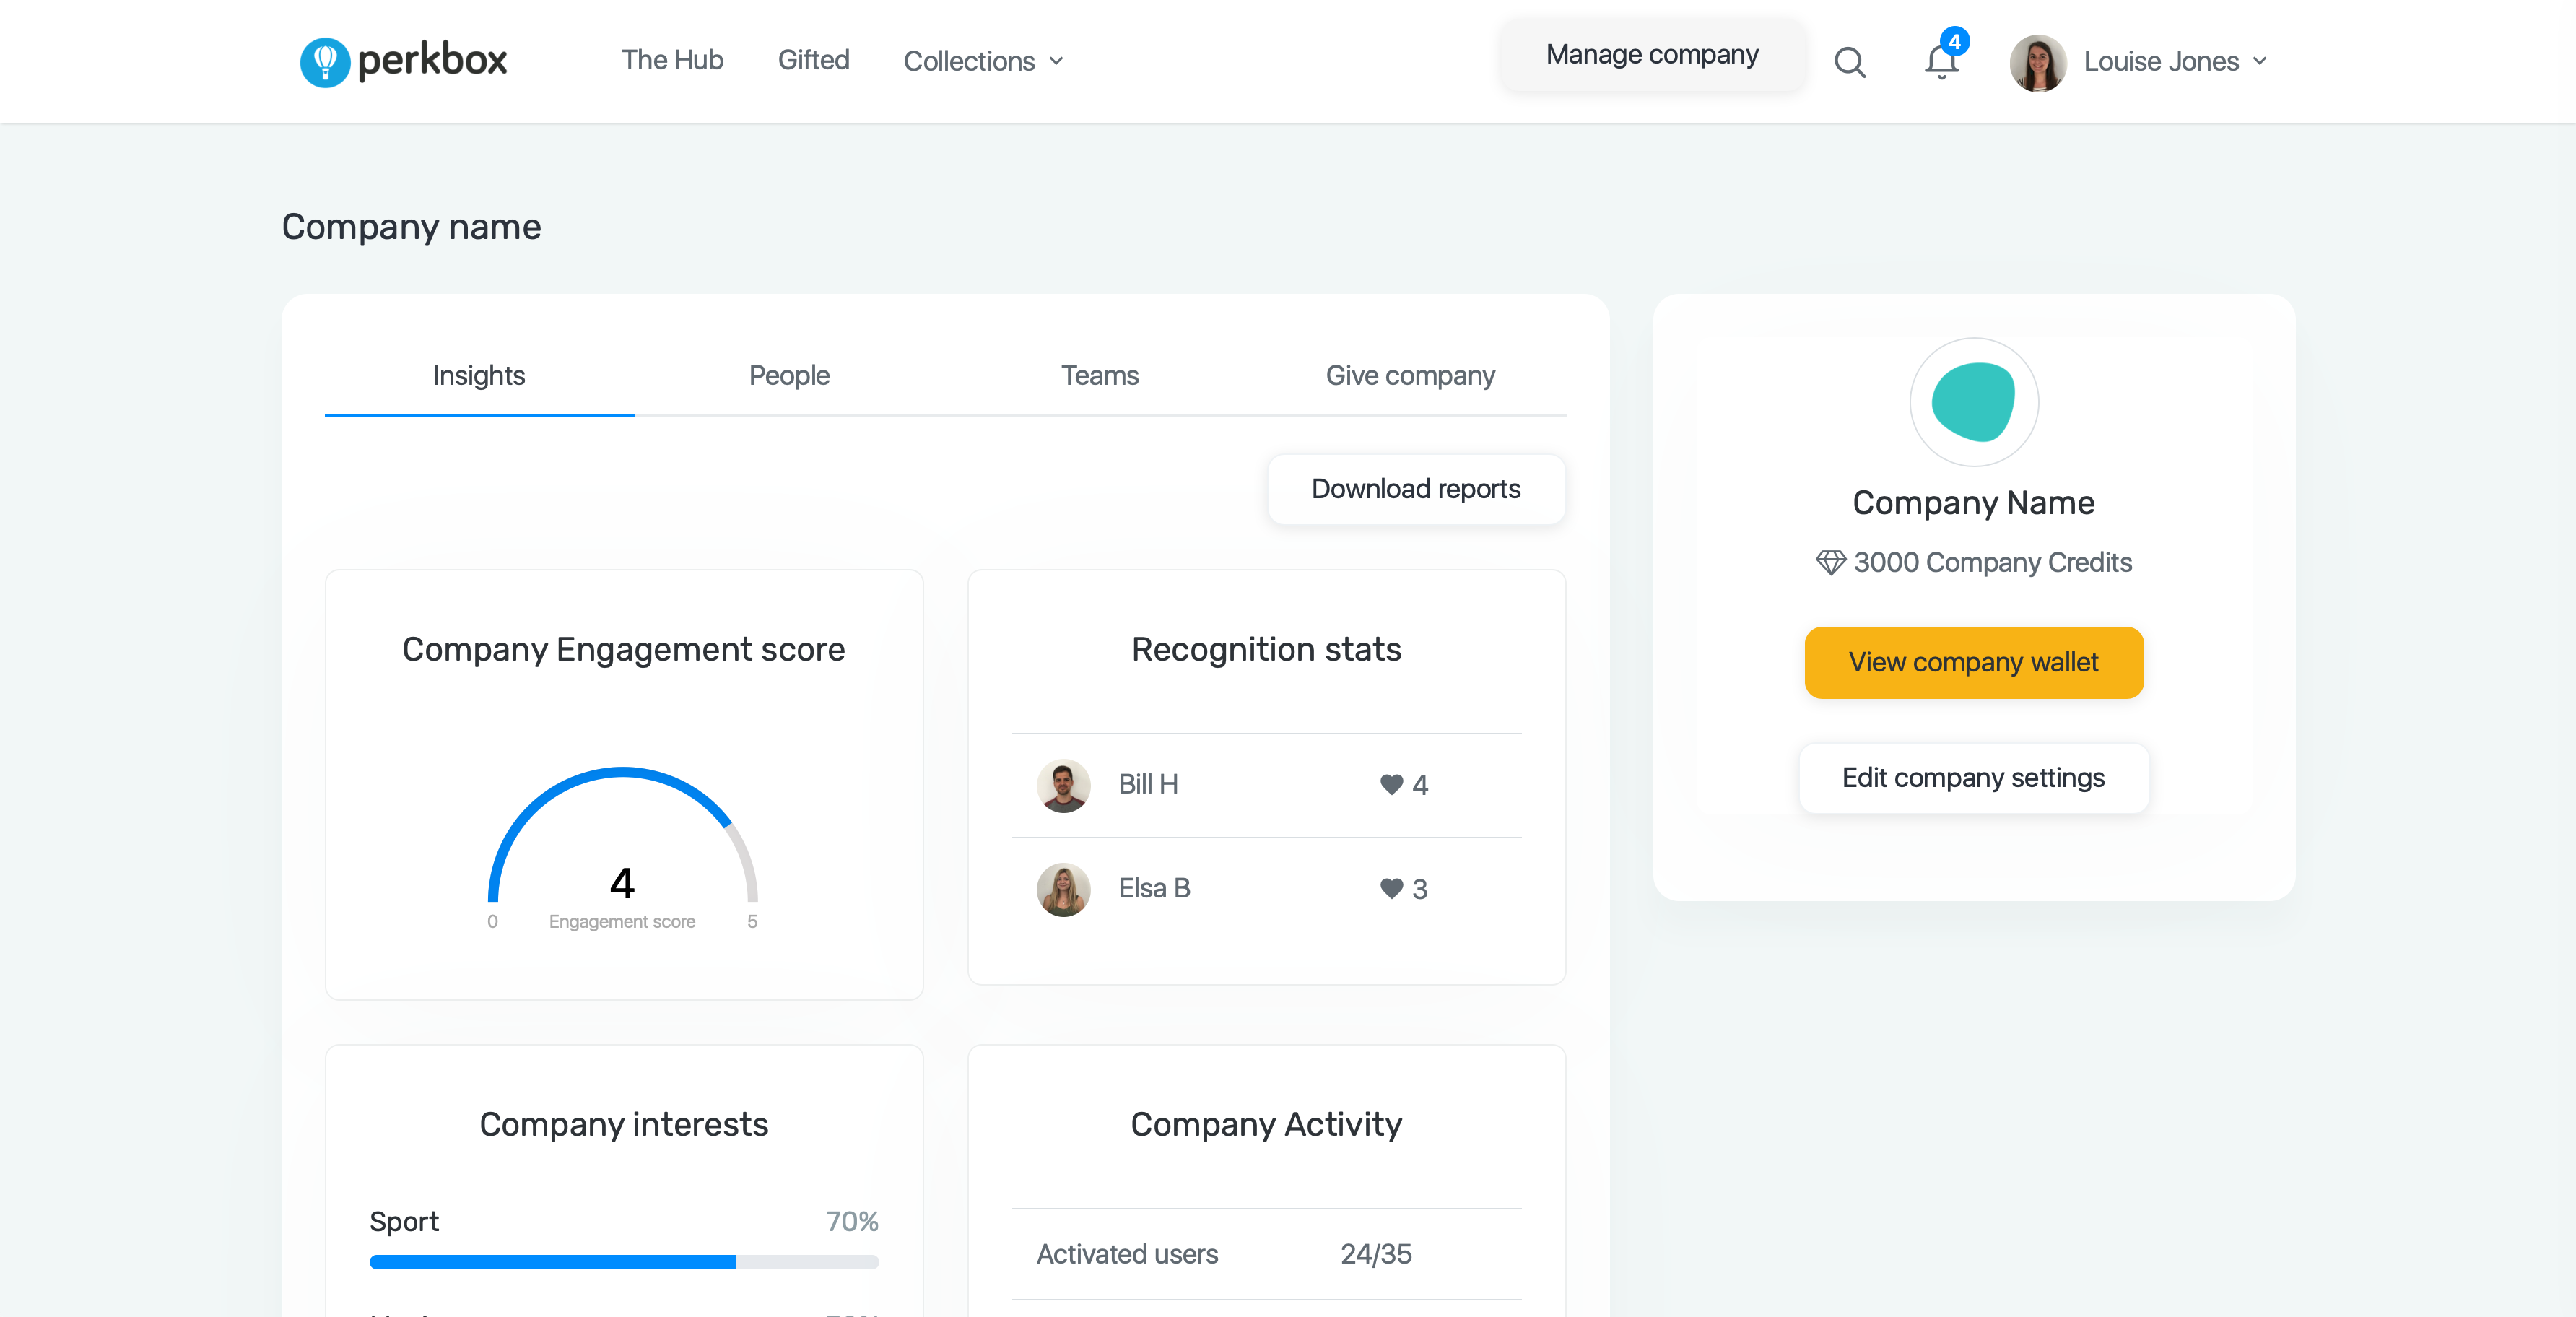 perkbox
The Hub
Gifted
Collections
Manage company
4
Louise Jones
Company name
Insights
People
Teams
Give company
Download reports
Company Engagement score
4
0
Engagement score
5
Recognition stats
Bill H
4
Elsa B
3
Company interests
Sport
70%
Company Activity
Activated users
24/35
Company Name
3000 Company Credits
View company wallet
Edit company settings